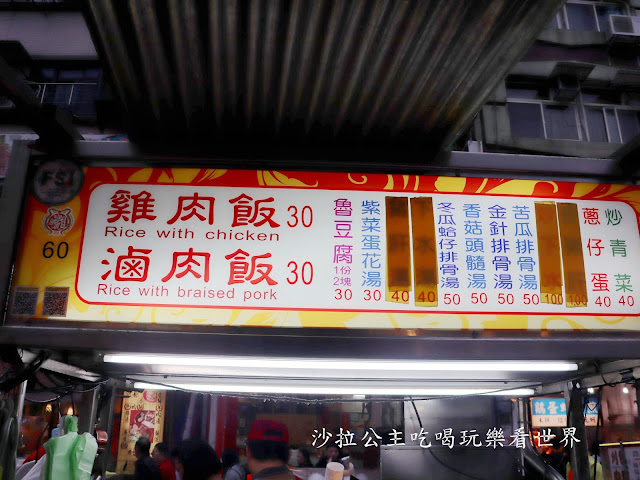 雞肉飯 30
Rice with chicken
滷肉飯 30
Rice with braised pork
60
魯豆腐 1份2塊 30
紫菜蛋花湯 30
40
40
冬瓜蛤仔排骨湯 50
香菇頭髓湯 50
金針排骨湯 50
苦瓜排骨湯 50
100
100
蔥仔蛋 40
炒青菜 40
沙拉公主吃喝玩樂看世界